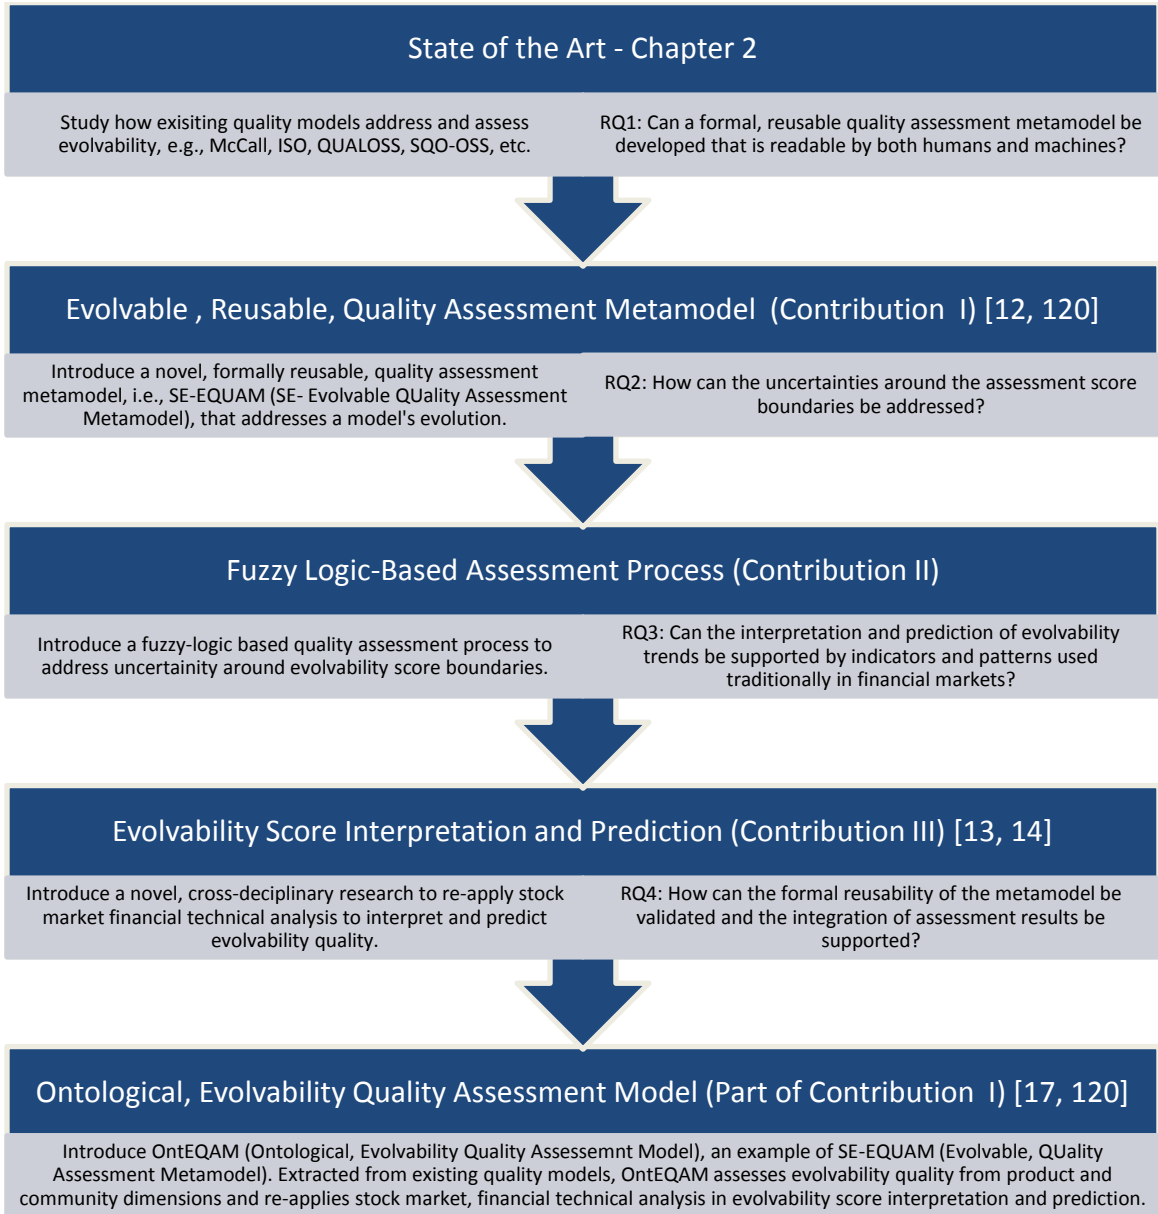 State of the Art - Chapter 2
Study how exisiting quality models address and assess
evolvability, e.g., McCall, ISO, QUALOSS, SQO-OSS, etc.
RQ1: Can a formal, reusable quality assessment metamodel be
developed that is readable by both humans and machines?
Evolvable , Reusable, Quality Assessment Metamodel (Contribution I) [12, 120]
Introduce a novel, formally reusable, quality assessment
metamodel, i.e., SE-EQUAM (SE- Evolvable QUality Assessment
Metamodel), that addresses a model's evolution.
RQ2: How can the uncertainties around the assessment score
boundaries be addressed?
Fuzzy Logic-Based Assessment Process (Contribution II)
Introduce a fuzzy-logic based quality assessment process to
address uncertainity around evolvability score boundaries.
RQ3: Can the interpretation and prediction of evolvability
trends be supported by indicators and patterns used
traditionally in financial markets?
Evolvability Score Interpretation and Prediction (Contribution III) [13, 14]
Introduce a novel, cross-deciplinary research to re-apply stock
market financial technical analysis to interpret and predict
evolvability quality.
RQ4: How can the formal reusability of the metamodel be
validated and the integration of assessment results be
supported?
Ontological, Evolvability Quality Assessment Model (Part of Contribution I) [17, 120]
Introduce OntEQAM (Ontological, Evolvability Quality Assessemnt Model), an example of SE-EQUAM (Evolvable, QUality
Assessment Metamodel). Extracted from existing quality models, OntEQAM assesses evolvability quality from product and
community dimensions and re-applies stock market, financial technical analysis in evolvability score interpretation and prediction.